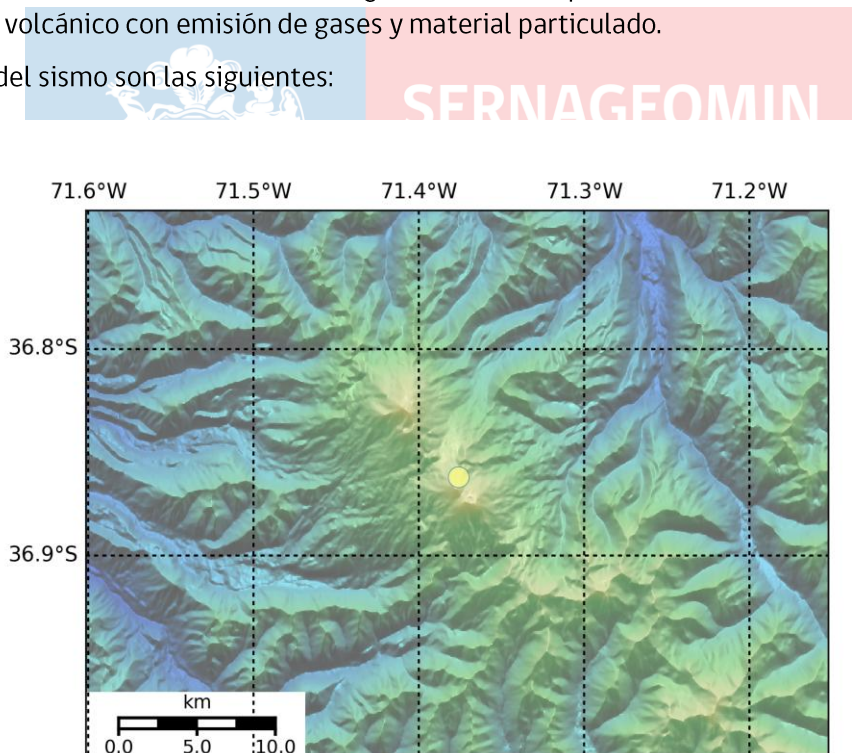 volcánico con emisión de gases y material particulado.
del sismo son las siguientes:
SERNAGEOMIN
71.6°W 71.5°W 71.4°W 71.3°W 71.2°W
36.8°S
36.9°S
km
0.0 5.0 10.0